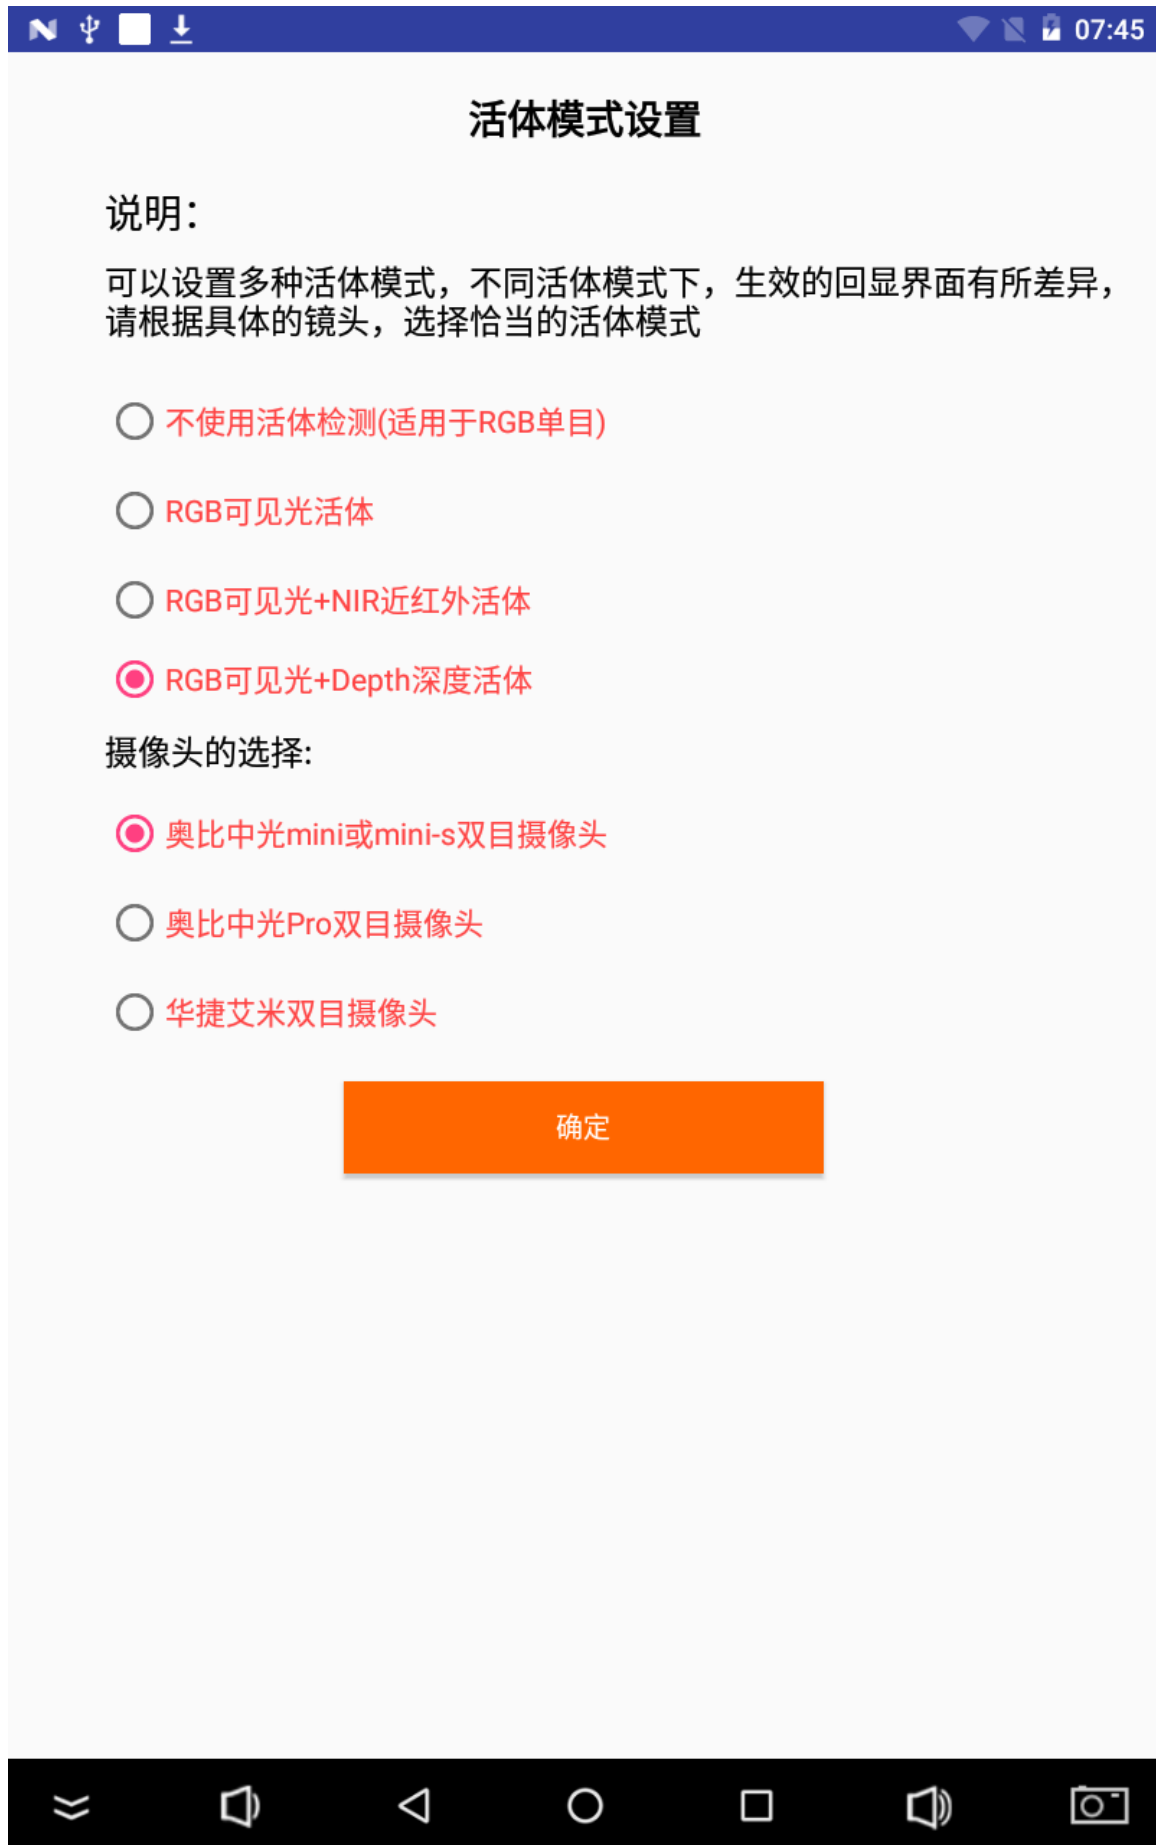 07:45
活体模式设置
说明：
可以设置多种活体模式，不同活体模式下，生效的回显界面有所差异，
请根据具体的镜头，选择恰当的活体模式
不使用活体检测(适用于RGB单目)
RGB可见光活体
RGB可见光+NIR近红外活体
RGB可见光+Depth深度活体
摄像头的选择:
奥比中光mini或mini-s双目摄像头
奥比中光Pro双目摄像头
华捷艾米双目摄像头
确定